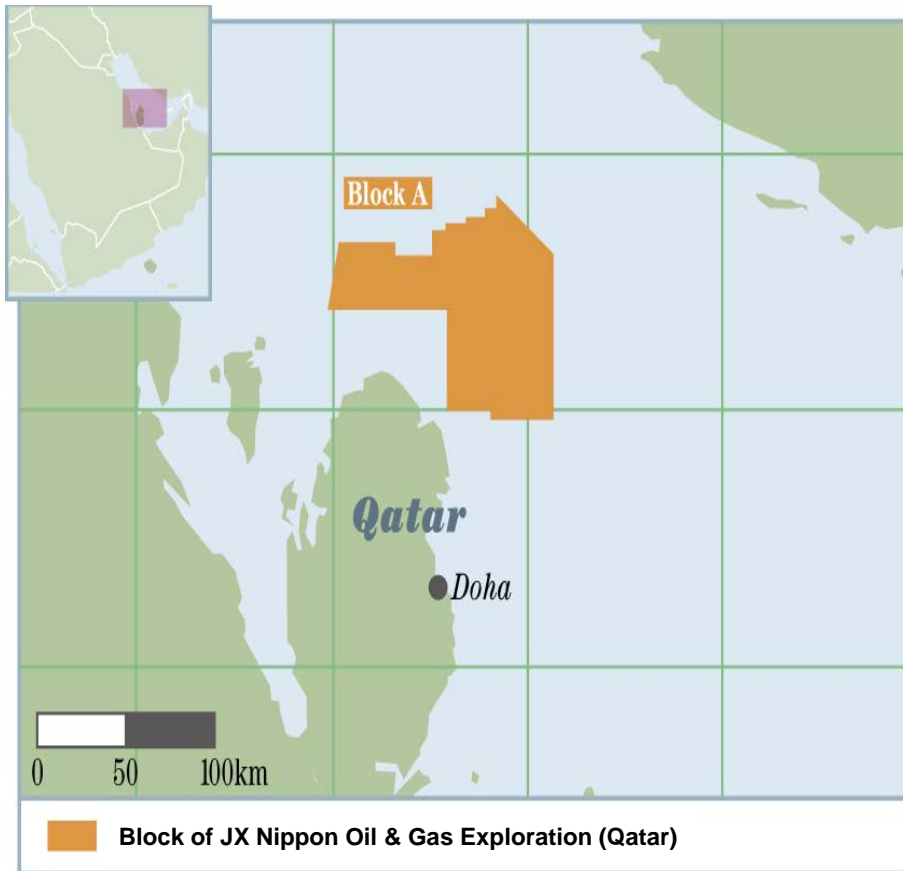 Block A
Qatar
Doha
0 50 100km
Block of JX Nippon Oil & Gas Exploration (Qatar)